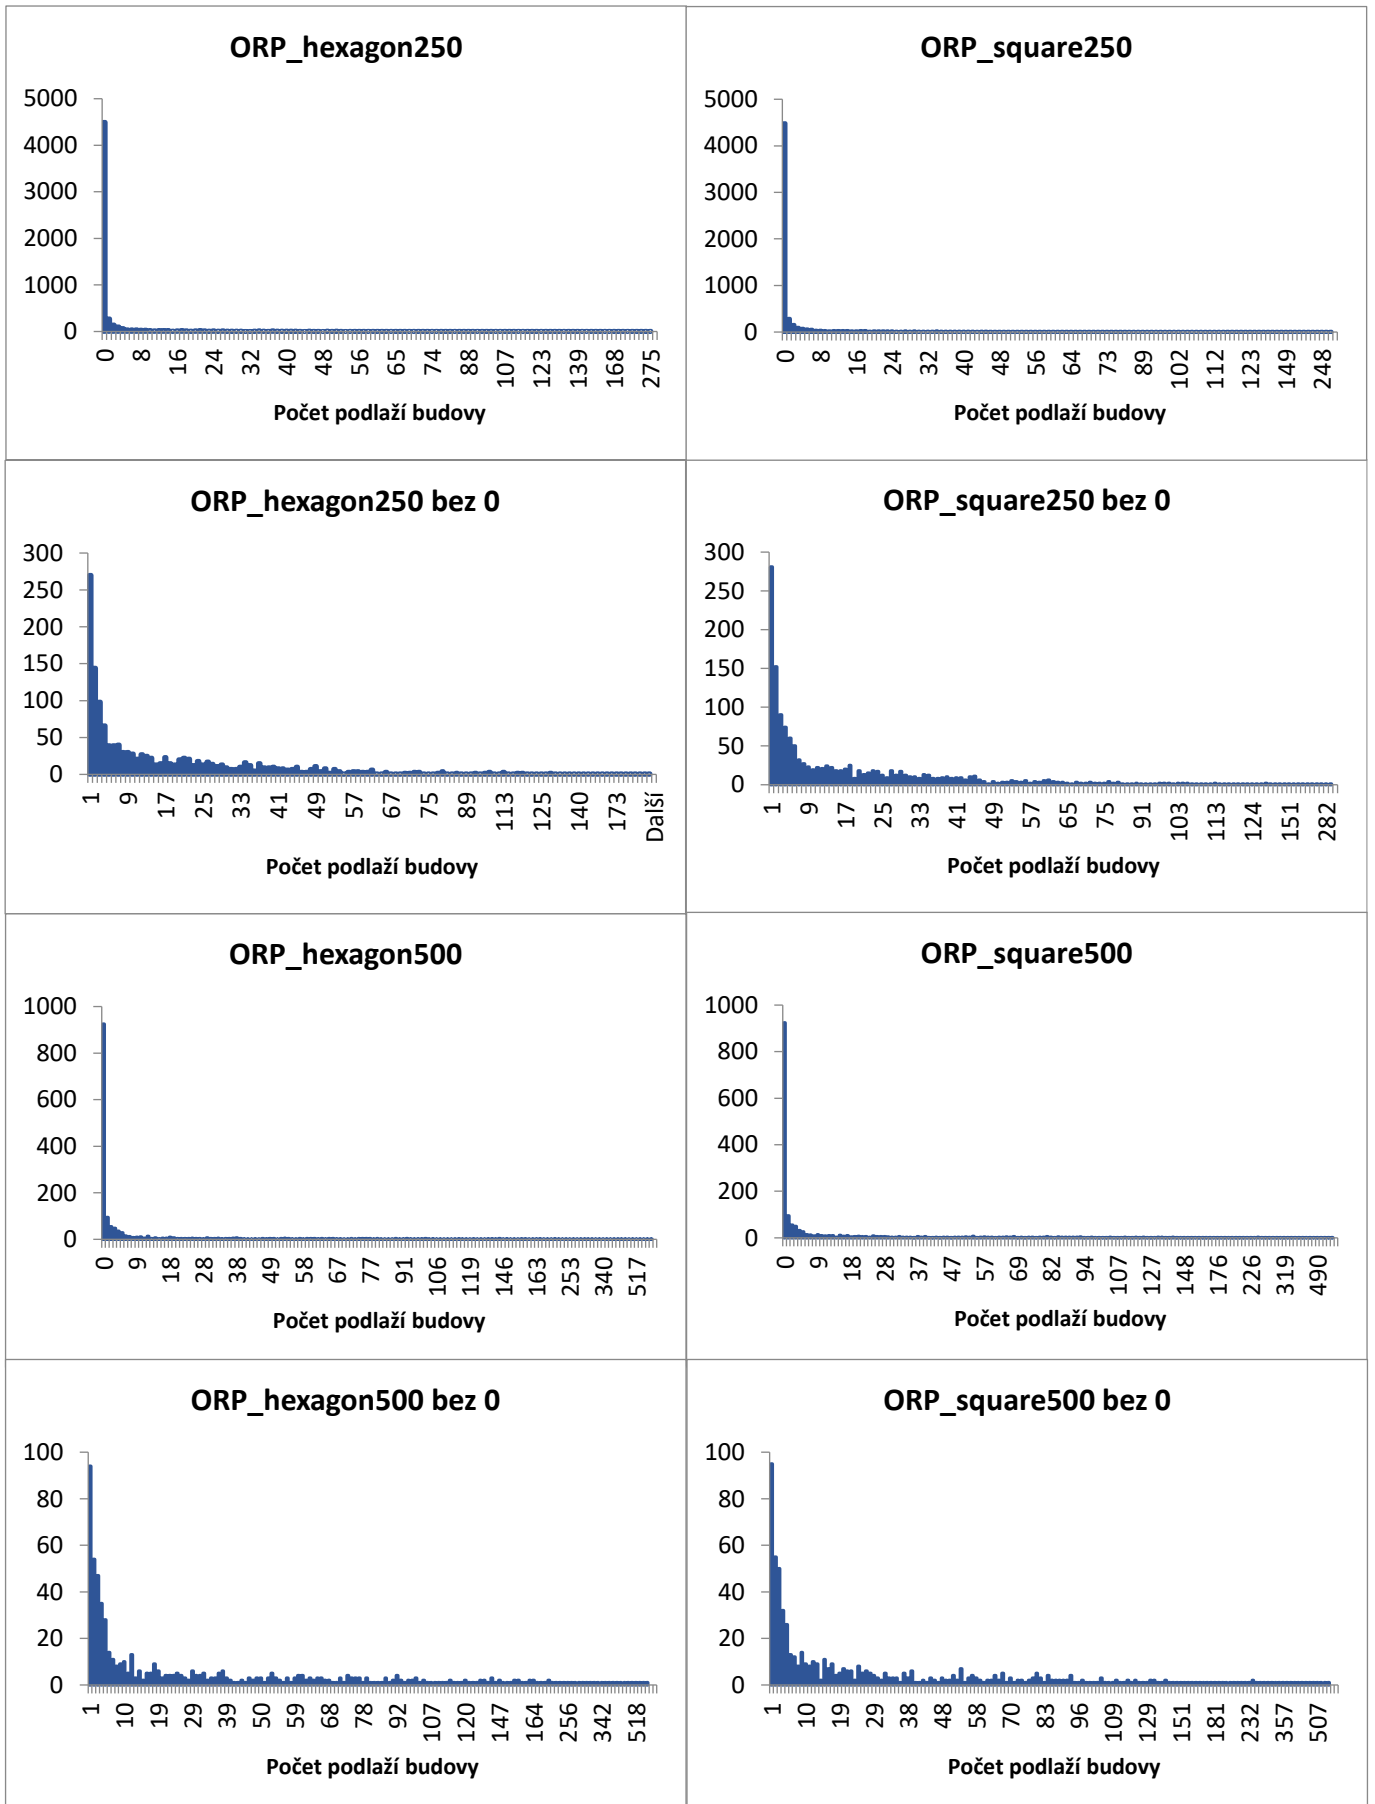 ORP_hexagon250
5000
4000
3000
2000
1000
0
0 8 16 24 32 40 48 56 65 74 88 107 123 139 168 275
Počet podlaží budovy
ORP_square250
5000
4000
3000
2000
1000
0
0 8 16 24 32 40 48 56 64 73 89 102 112 123 149 248
Počet podlaží budovy
ORP_hexagon250 bez 0
300
250
200
150
100
50
0
1 9 17 25 33 41 49 57 67 75 89 113 125 140 173 Další
Počet podlaží budovy
ORP_square250 bez 0
300
250
200
150
100
50
0
1 9 17 25 33 41 49 57 65 75 91 103 113 124 151 282
Počet podlaží budovy
ORP_hexagon500
1000
800
600
400
200
0
0 9 18 28 38 49 58 67 77 91 106 119 146 163 253 340 517
Počet podlaží budovy
ORP_square500
1000
800
600
400
200
0
0 9 18 28 37 47 57 69 82 94 107 127 148 176 226 319 490
Počet podlaží budovy
ORP_hexagon500 bez 0
100
80
60
40
20
0
1 10 19 29 39 50 59 68 78 92 107 120 147 164 256 342 518
Počet podlaží budovy
ORP_square500 bez 0
100
80
60
40
20
0
1 10 19 29 38 48 58 70 83 96 109 129 151 181 232 357 507
Počet podlaží budovy